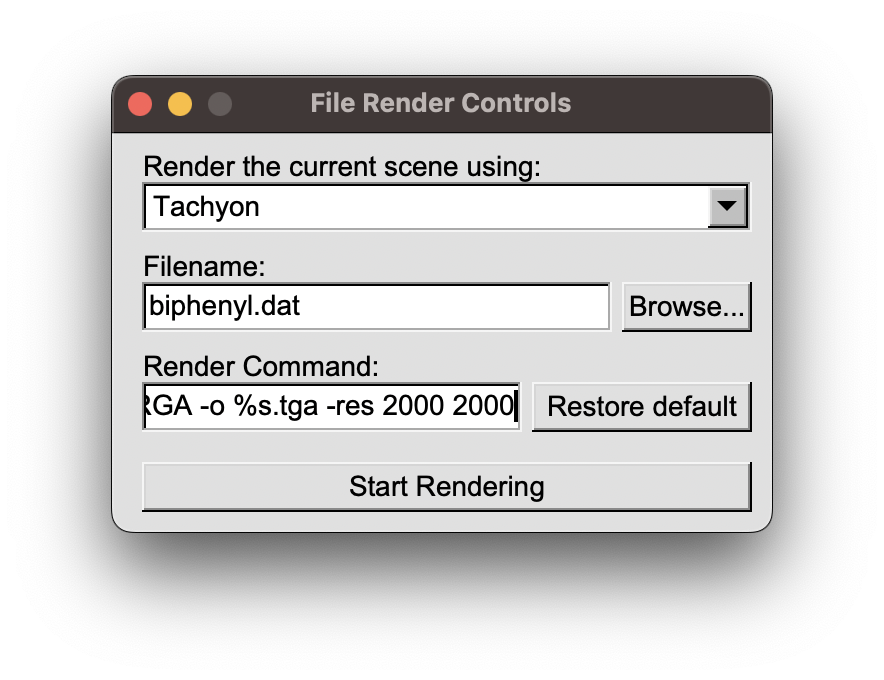 File Render Controls
Render the current scene using:
Tachyon
Filename:
biphenyl.dat
Browse...
Render Command:
RGA -o %s.tga -res 2000 2000
Restore default
Start Rendering